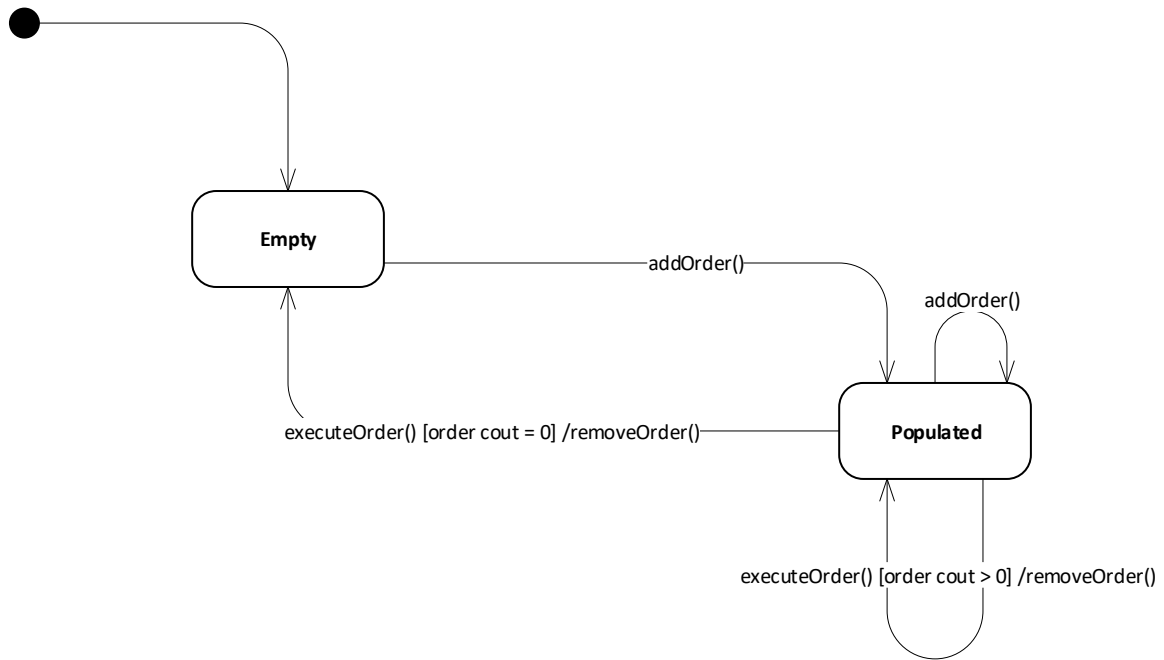 Empty
addOrder()
addOrder()
executeOrder() [order cout = 0] /removeOrder()
Populated
executeOrder() [order cout > 0] /removeOrder()